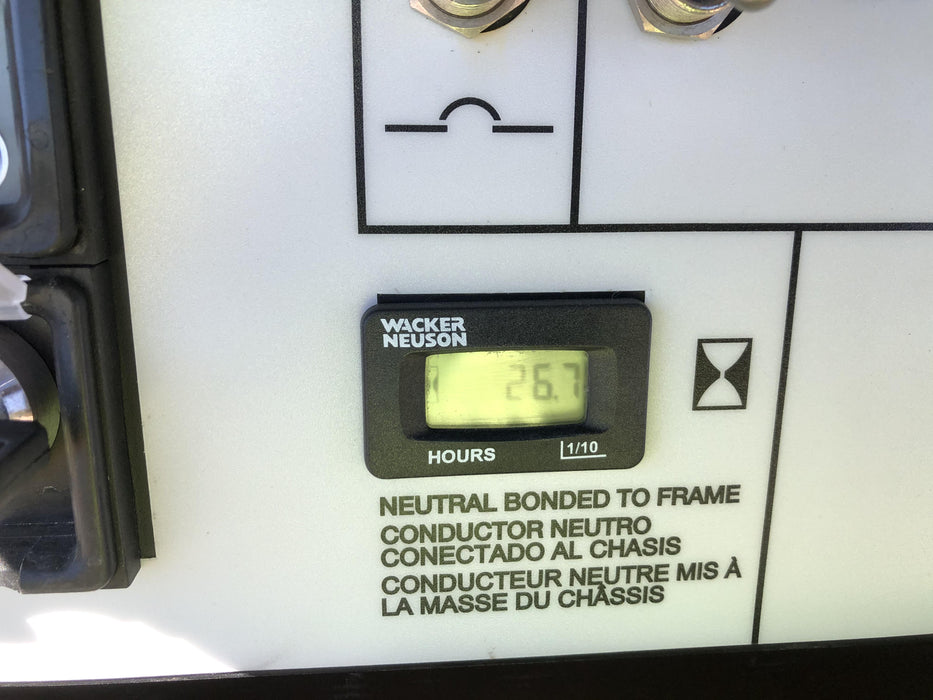 WACKER
NEUSON
26.7
HOURS
1/10
NEUTRAL BONDED TO FRAME
CONDUCTOR NEUTRO
CONECTADO AL CHASIS
CONDUCTEUR NEUTRE MIS À
LA MASSE DU CHÂSSIS